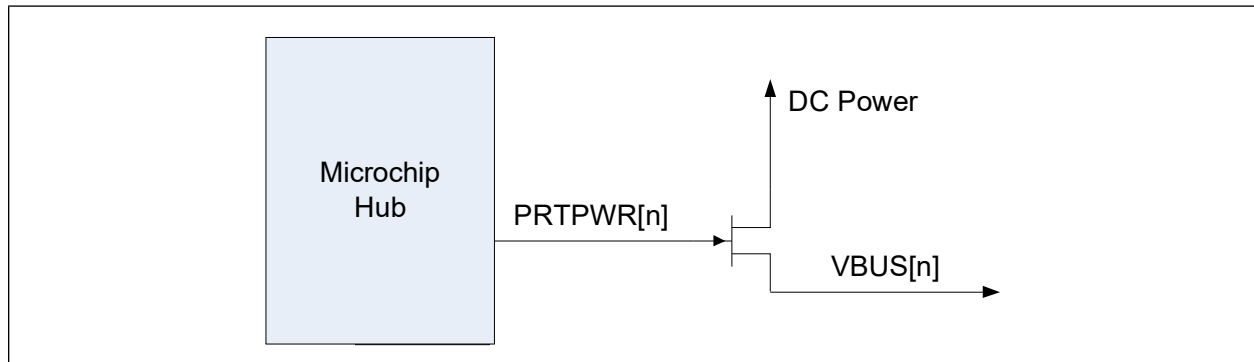 DC Power
Microchip
Hub
PRTPWR[n]
VBUS[n]